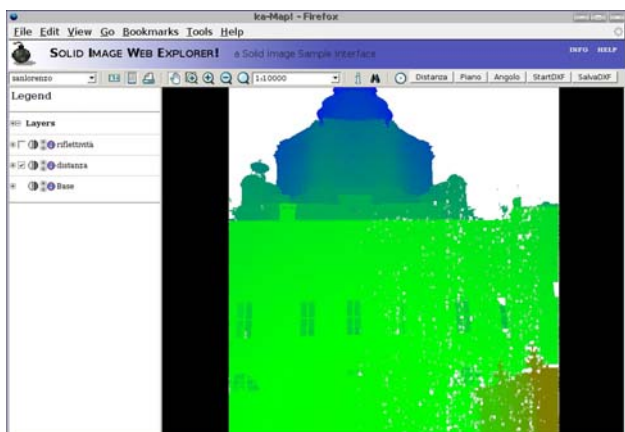 ka-Map! - Firefox
File Edit View Go Bookmarks Tools Help
SOLID IMAGE WEB EXPLORER! a Solid Image Sample Interface INFO HELP
sanlorenzo 1:10000 Distanza Piano Angolo StartDXF SalvaDXF
Legend
Layers
riflettività
distanza
Base